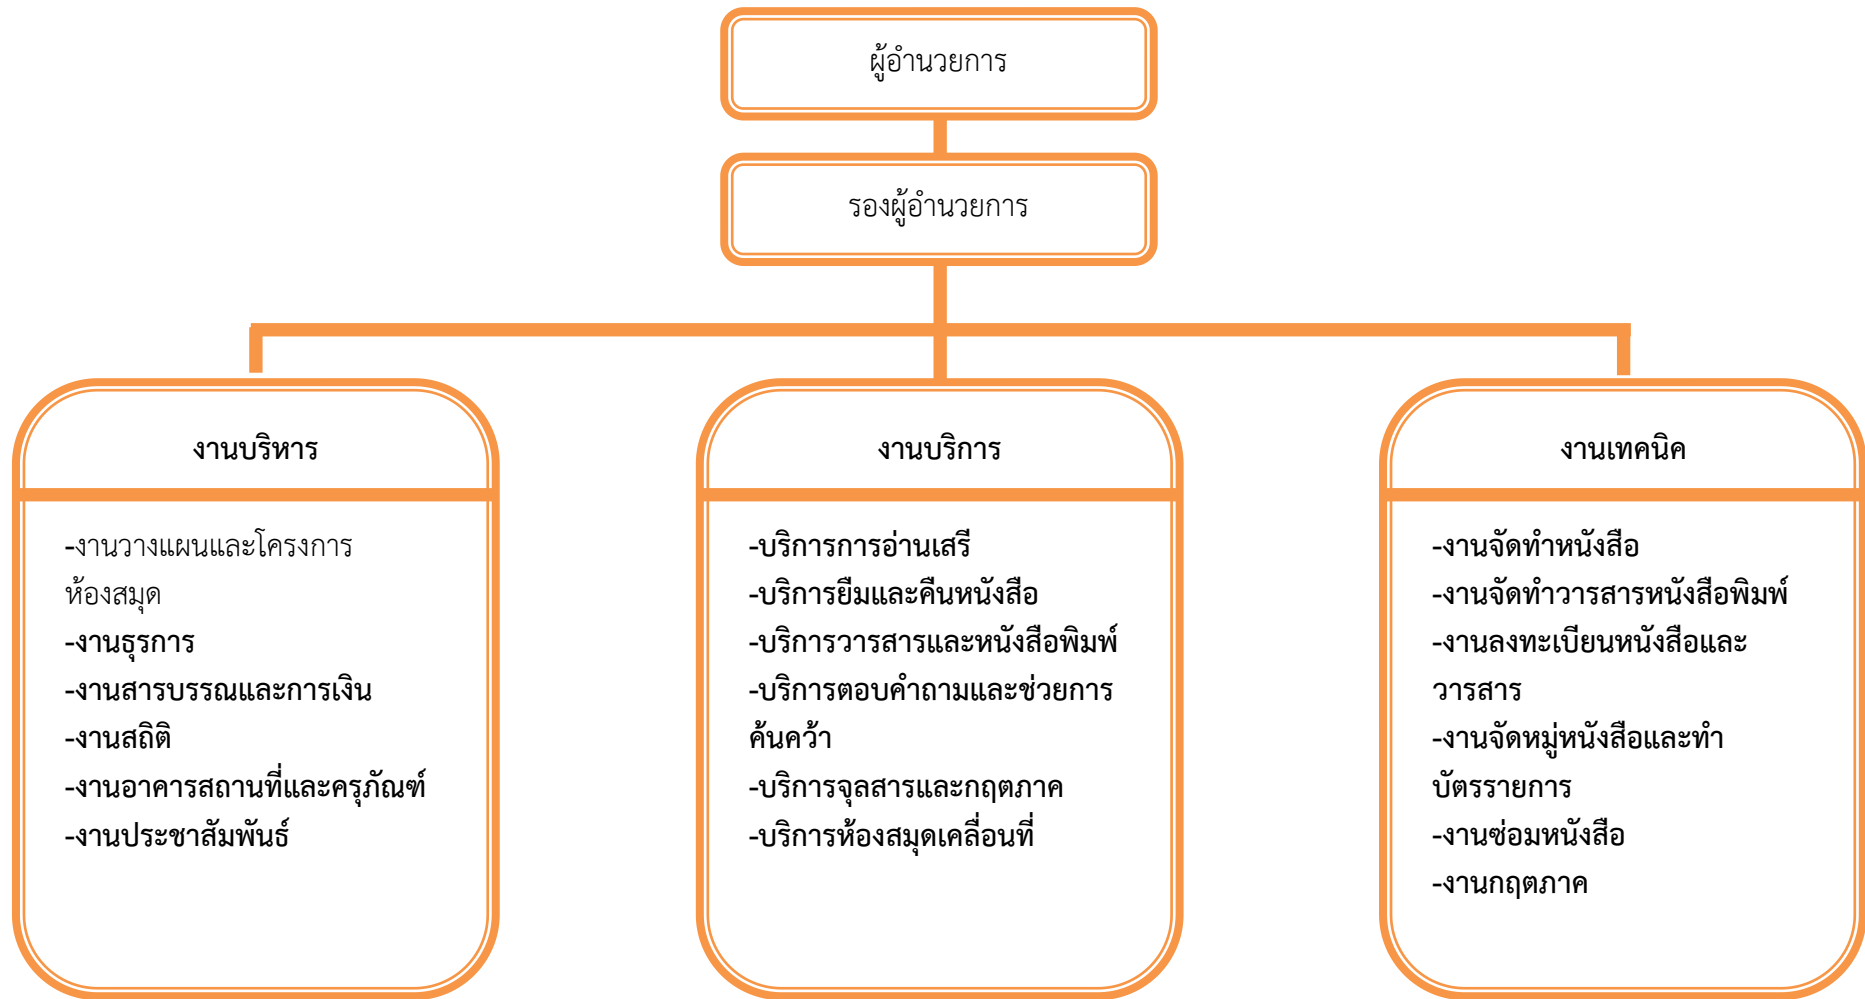 ผู้อำนวยการ
รองผู้อำนวยการ
งานบริหาร
-งานวางแผนและโครงการ
ห้องสมุด
-งานธุรการ
-งานสารบรรณและการเงิน
-งานสถิติ
-งานอาคารสถานที่และครุภัณฑ์
-งานประชาสัมพันธ์
งานบริการ
-บริการการอ่านเสรี
-บริการยืมและคืนหนังสือ
-บริการวารสารและหนังสือพิมพ์
-บริการตอบคำถามและช่วยการ
ค้นคว้า
-บริการจุลสารและกฤตภาค
-บริการห้องสมุดเคลื่อนที่
งานเทคนิค
-งานจัดทำหนังสือ
-งานจัดทำวารสารหนังสือพิมพ์
-งานลงทะเบียนหนังสือและ
วารสาร
-งานจัดหมู่หนังสือและทำ
บัตรรายการ
-งานซ่อมหนังสือ
-งานกฤตภาค